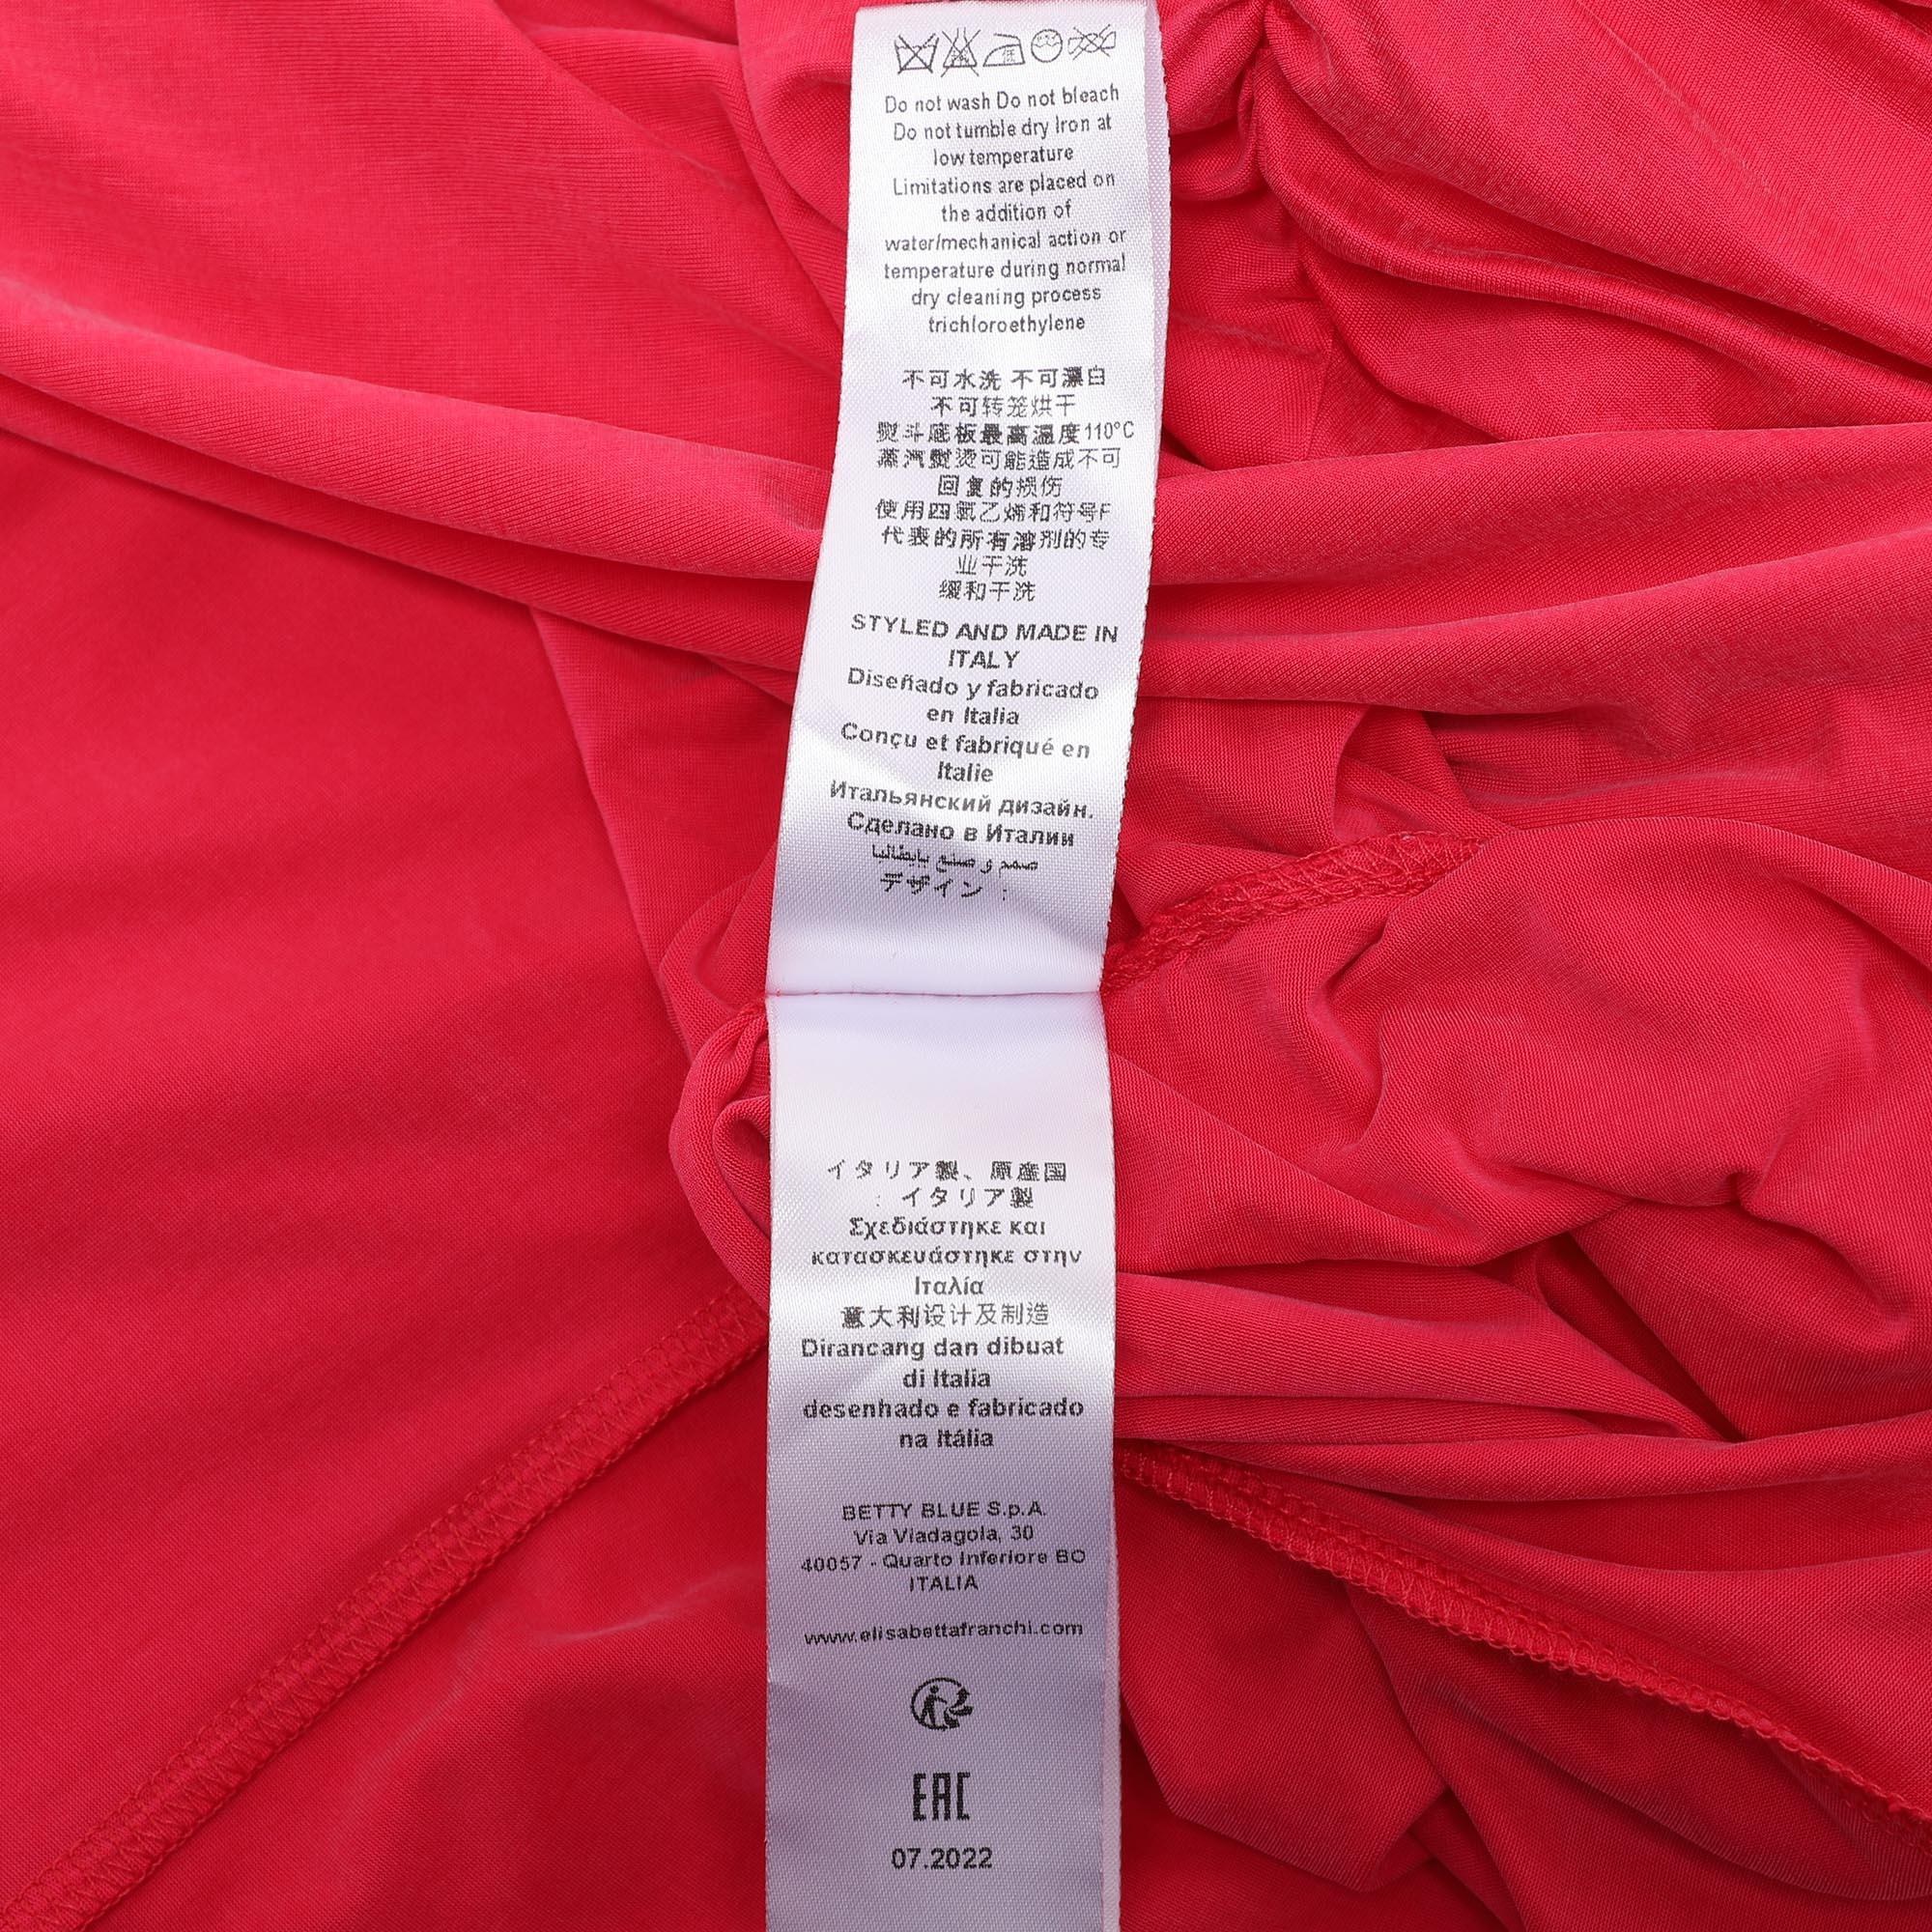 Do not wash Do not bleach
Do not tumble dry Iron at
low temperature
Limitations are placed on
the addition of
water/mechanical action or
temperature during normal
dry cleaning process
trichloroethylene
不可水洗 不可漂白
不可转笼烘干
熨斗底板最高温度110°C
蒸汽熨烫可能造成不可
回复的损伤
使用四氯乙烯和符号F
代表的所有溶剂的专
业干洗
缓和干洗
STYLED AND MADE IN
ITALY
Diseñado y fabricado
en Italia
Conçu et fabriqué en
Italie
Итальянский дизайн.
Сделано в Италии
صمم و صنع بإيطاليا
デザイン :
イタリア製、原産国
: イタリア製
Σχεδιάστηκε και
κατασκευάστηκε στην
Ιταλία
意大利设计及制造
Dirancang dan dibuat
di Italia
desenhado e fabricado
na Itália
BETTY BLUE S.p.A.
Via Viadagola, 30
40057 - Quarto Inferiore BO
ITALIA
www.elisabettafranchi.com
EAC
07.2022